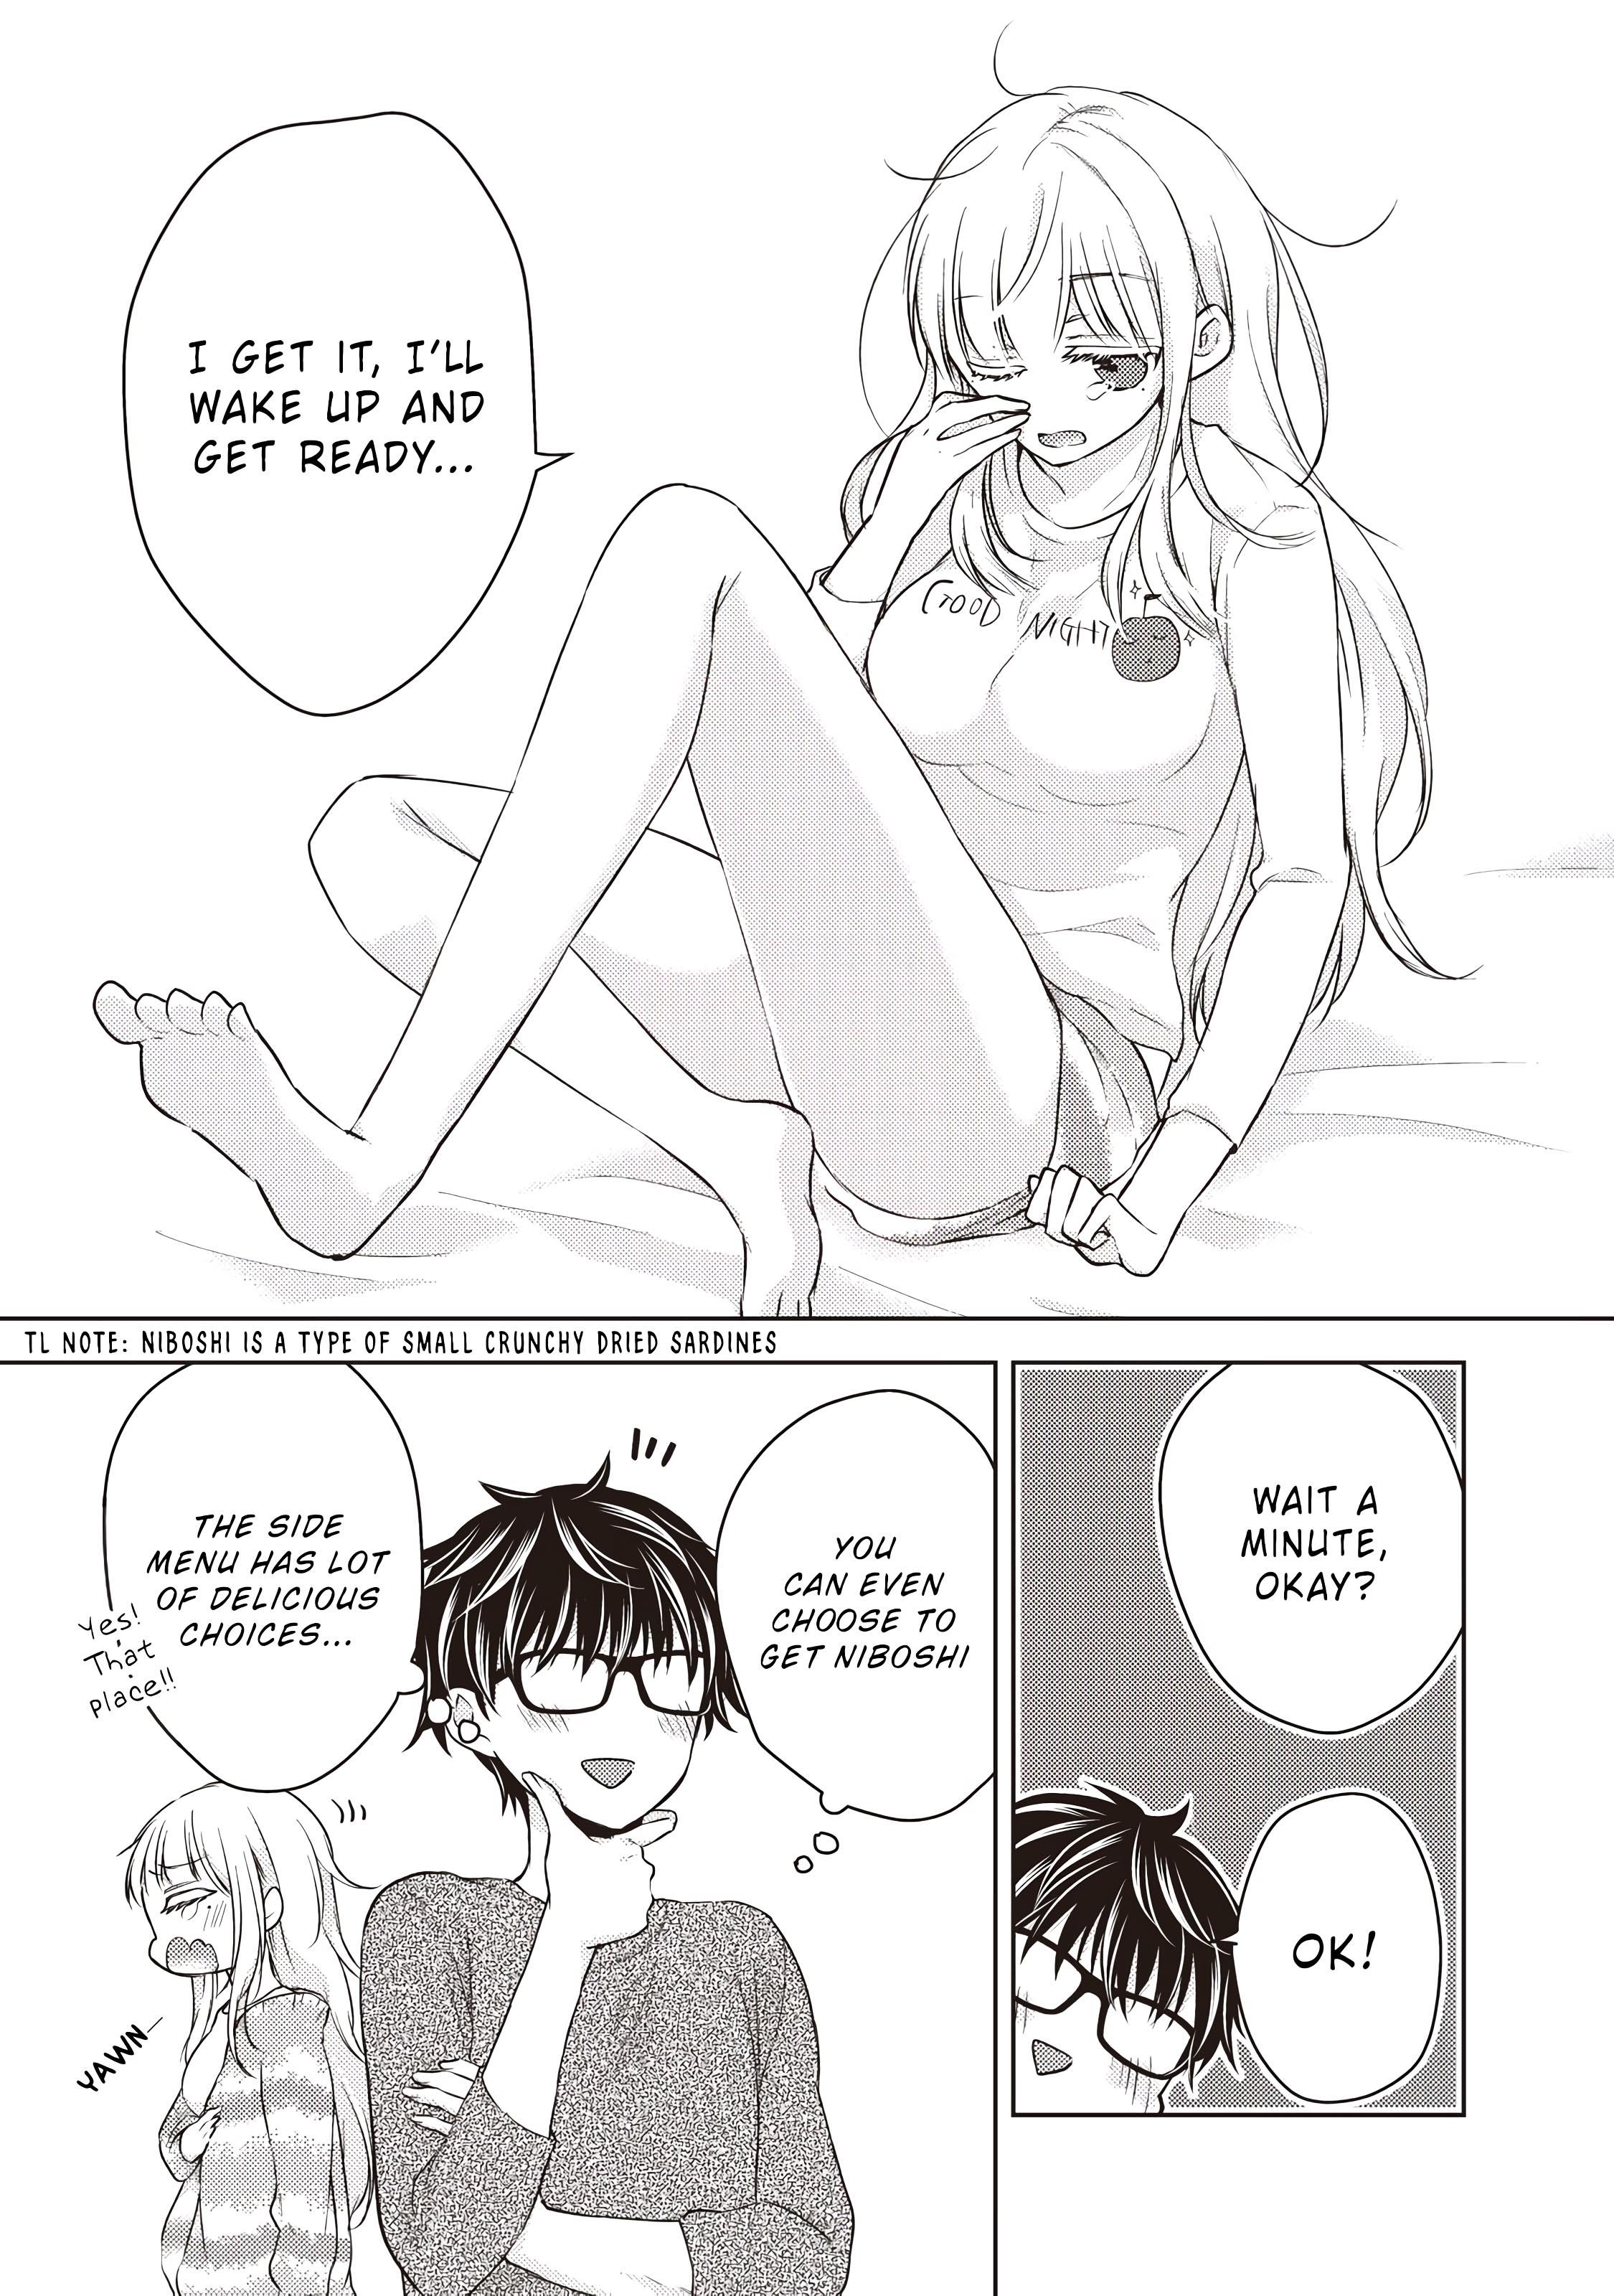 I GET IT, I'LL
WAKE UP AND
GET READY...
GOOD NIGHT
TL NOTE: NIBOSHI IS A TYPE OF SMALL CRUNCHY DRIED SARDINES
WAIT A
MINUTE,
OKAY?
OK!
YOU
CAN EVEN
CHOOSE TO
GET NIBOSHI
THE SIDE
MENU HAS LOT
OF DELICIOUS
CHOICES...
Yes!
That
place!!
YAWN—